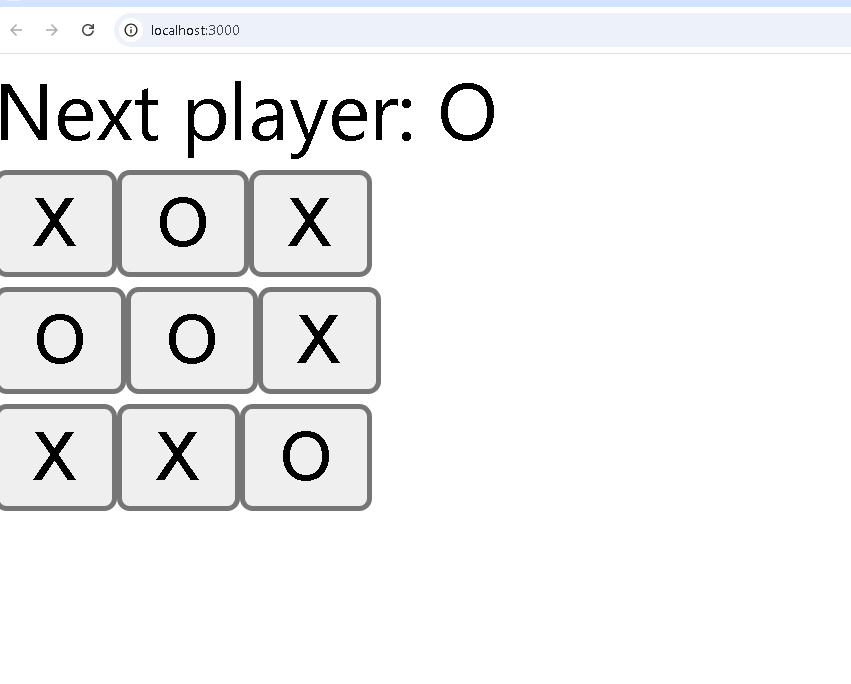 localhost:3000
Next player: O
X O X
O O X
X X O